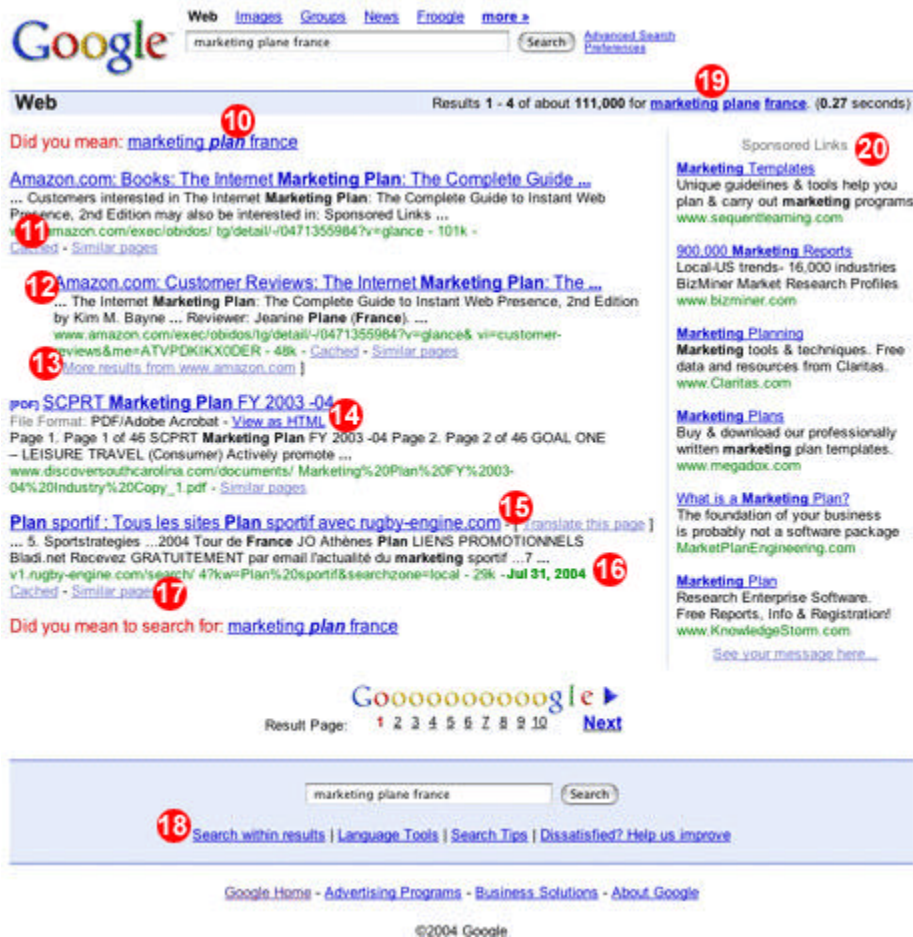 Web Images Groups News Froogle more »
Google
marketing plane france Search Advanced Search
Preferences
19
Web Results 1 - 4 of about 111,000 for marketing plane france. (0.27 seconds)
10
Did you mean: marketing plan france
Amazon.com: Books: The Internet Marketing Plan: The Complete Guide ...
... Customers interested in The Internet Marketing Plan: The Complete Guide to Instant Web
Presence, 2nd Edition may also be interested in: Sponsored Links ...
11
amazon.com/exec/obidos/ tg/detail/-/0471355984?v=glance - 101k -
Cached - Similar pages
12
Amazon.com: Customer Reviews: The Internet Marketing Plan: The ...
... The Internet Marketing Plan: The Complete Guide to Instant Web Presence, 2nd Edition
by Kim M. Bayne ... Reviewer: Jeanine Plane (France). ...
www.amazon.com/exec/obidos/tg/detail/-/0471355984?v=glance& vi=customer-
reviews&me=ATVPDKIKX0DER - 48k - Cached - Similar pages
13
More results from www.amazon.com ]
[PDF] SCPRT Marketing Plan FY 2003 -04
File Format: PDF/Adobe Acrobat - View as HTML
14
Page 1. Page 1 of 46 SCPRT Marketing Plan FY 2003 -04 Page 2. Page 2 of 46 GOAL ONE
– LEISURE TRAVEL (Consumer) Actively promote ...
www.discoversouthcarolina.com/documents/ Marketing%20Plan%20FY%2003-
04%20Industry%20Copy_1.pdf - Similar pages
15
Plan sportif : Tous les sites Plan sportif avec rugby-engine.com - [ Translate this page ]
... 5. Sportstrategies ...2004 Tour de France JO Athènes Plan LIENS PROMOTIONNELS
Bladi.net Recevez GRATUITEMENT par email l'actualité du marketing sportif ...7 ...
v1.rugby-engine.com/search/ 4?kw=Plan%20sportif&searchzone=local - 29k - Jul 31, 2004
16
Cached - Similar pages
17
Did you mean to search for: marketing plan france
Sponsored Links
20
Marketing Templates
Unique guidelines & tools help you
plan & carry out marketing programs
www.sequentlearning.com
900,000 Marketing Reports
Local-US trends- 16,000 industries
BizMiner Market Research Profiles
www.bizminer.com
Marketing Planning
Marketing tools & techniques. Free
data and resources from Claritas.
www.Claritas.com
Marketing Plans
Buy & download our professionally
written marketing plan templates.
www.megadox.com
What is a Marketing Plan?
The foundation of your business
is probably not a software package
MarketPlanEngineering.com
Marketing Plan
Research Enterprise Software.
Free Reports, Info & Registration!
www.KnowledgeStorm.com
See your message here...
Goooooooooogle
Result Page: 1 2 3 4 5 6 7 8 9 10 Next
marketing plane france Search
18
Search within results | Language Tools | Search Tips | Dissatisfied? Help us improve
Google Home - Advertising Programs - Business Solutions - About Google
©2004 Google